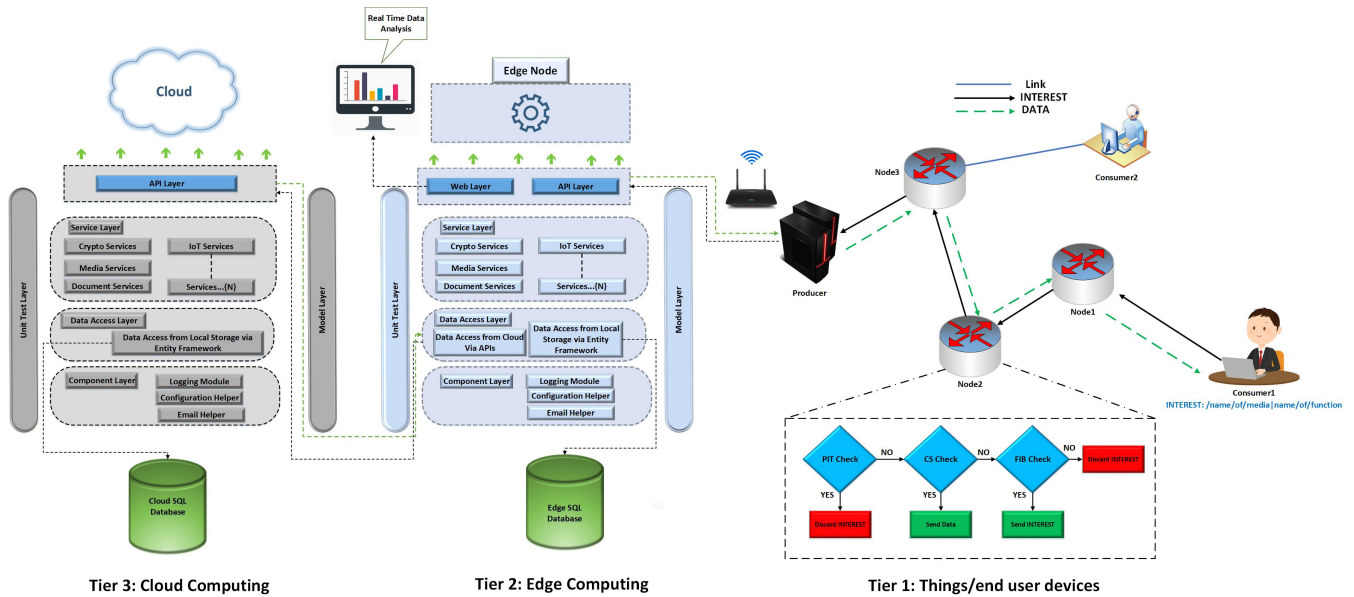 Real Time Data
Analysis
Cloud
API Layer
Unit Test Layer
Model Layer
Service Layer
Crypto Services
IoT Services
Media Services
Document Services
Services...(N)
Data Access Layer
Data Access from Local Storage via
Entity Framework
Component Layer
Logging Module
Configuration Helper
Email Helper
Cloud SQL
Database
Tier 3: Cloud Computing
Edge Node
Web Layer
API Layer
Unit Test Layer
Model Layer
Service Layer
Crypto Services
IoT Services
Media Services
Document Services
Services...(N)
Data Access Layer
Data Access from Cloud
Via APIs
Data Access from Local
Storage via Entity
Framework
Component Layer
Logging Module
Configuration Helper
Email Helper
Edge SQL
Database
Tier 2: Edge Computing
Link
INTEREST
DATA
Consumer2
Node3
Producer
Node1
Node2
Consumer1
INTEREST: /name/of/media|name/of/function
PIT Check
NO
CS Check
NO
FIB Check
NO
Discard INTEREST
YES
YES
YES
Discard INTEREST
Send Data
Send INTEREST
Tier 1: Things/end user devices